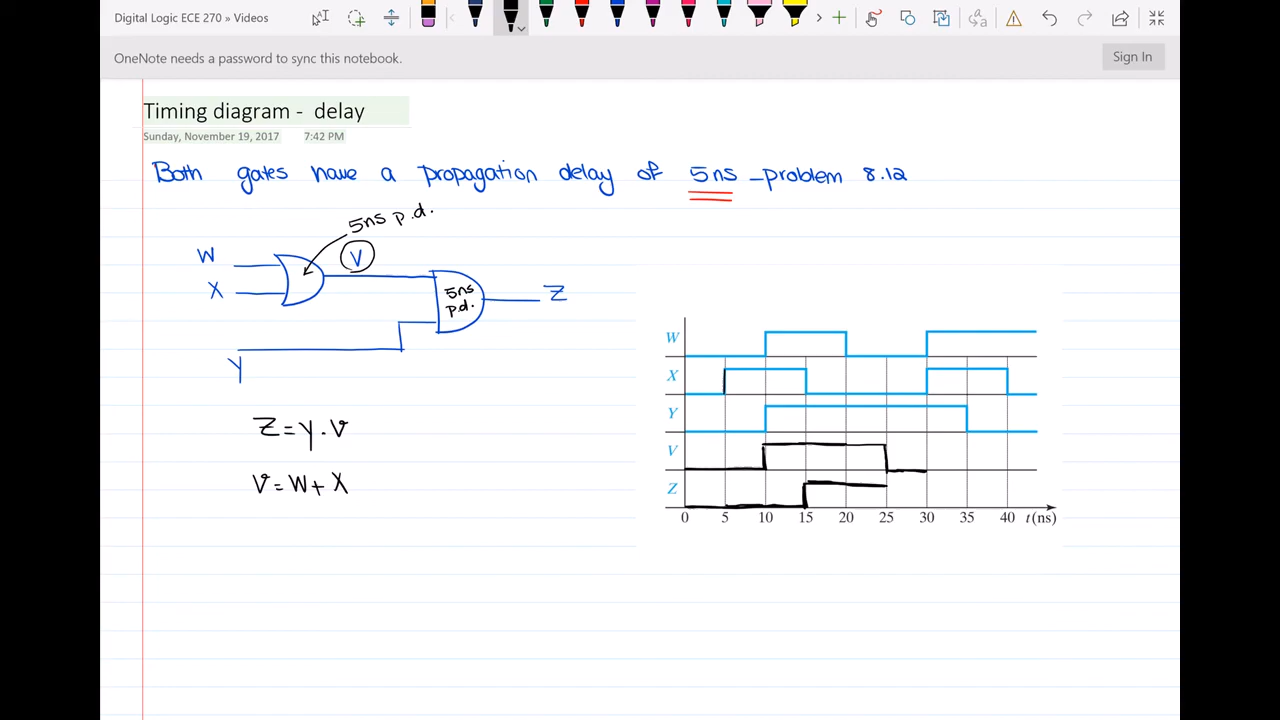 Digital Logic ECE 270 » Videos
OneNote needs a password to sync this notebook.
Sign In
Timing diagram - delay
Sunday, November 19, 2017 7:42 PM
Both gates have a propagation delay of 5ns - problem 8.12
5ns p.d.
W
V
X
5ns
p.d.
Z
Y
Z = Y . V
V = W + X
W
X
Y
V
Z
0 5 10 15 20 25 30 35 40 t(ns)